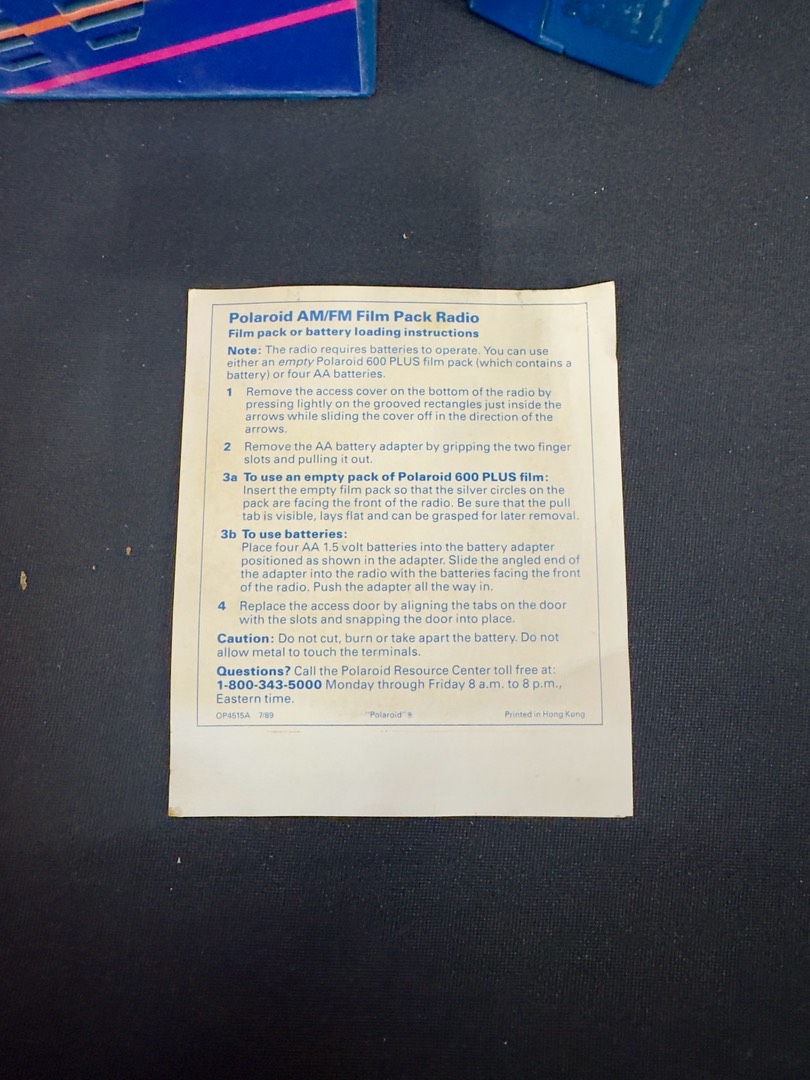 Polaroid AM/FM Film Pack Radio
Film pack or battery loading instructions
Note: The radio requires batteries to operate. You can use
either an empty Polaroid 600 PLUS film pack (which contains a
battery) or four AA batteries.
1 Remove the access cover on the bottom of the radio by
pressing lightly on the grooved rectangles just inside the
arrows while sliding the cover off in the direction of the
arrows.
2 Remove the AA battery adapter by gripping the two finger
slots and pulling it out.
3a To use an empty pack of Polaroid 600 PLUS film:
Insert the empty film pack so that the silver circles on the
pack are facing the front of the radio. Be sure that the pull
tab is visible, lays flat and can be grasped for later removal.
3b To use batteries:
Place four AA 1.5 volt batteries into the battery adapter
positioned as shown in the adapter. Slide the angled end of
the adapter into the radio with the batteries facing the front
of the radio. Push the adapter all the way in.
4 Replace the access door by aligning the tabs on the door
with the slots and snapping the door into place.
Caution: Do not cut, burn or take apart the battery. Do not
allow metal to touch the terminals.
Questions? Call the Polaroid Resource Center toll free at:
1-800-343-5000 Monday through Friday 8 a.m. to 8 p.m.,
Eastern time.
OP4515A 7/89 "Polaroid" ® Printed in Hong Kong